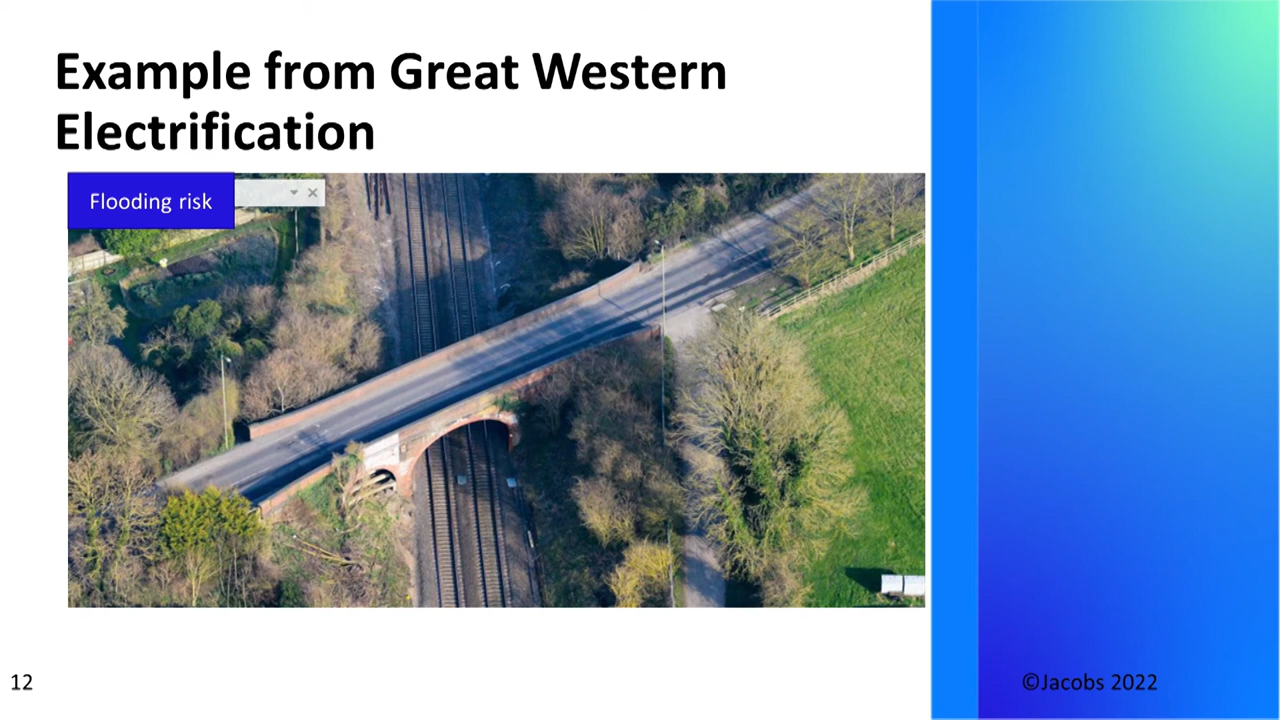 Example from Great Western
Electrification
Flooding risk
12
©Jacobs 2022